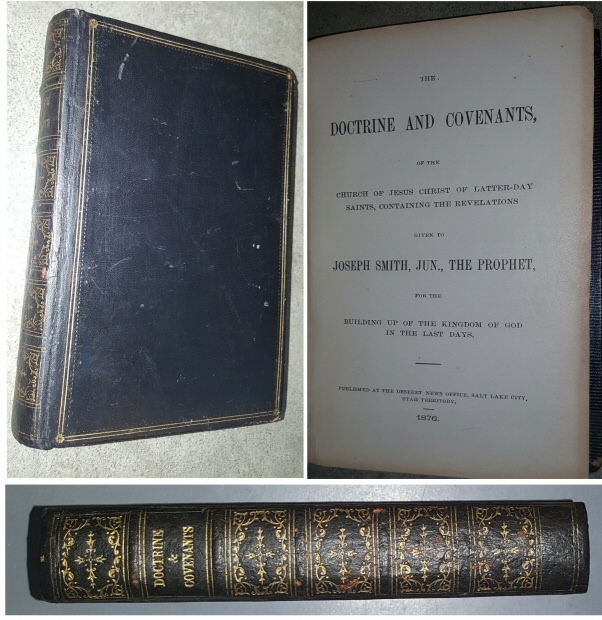 THE
DOCTRINE AND COVENANTS,
OF THE
CHURCH OF JESUS CHRIST OF LATTER-DAY
SAINTS, CONTAINING THE REVELATIONS
GIVEN TO
JOSEPH SMITH, JUN., THE PROPHET,
FOR THE
BUILDING UP OF THE KINGDOM OF GOD
IN THE LAST DAYS.
PUBLISHED AT THE DESERET NEWS OFFICE, SALT LAKE CITY,
UTAH TERRITORY,
1876.
DOCTRINE
&
COVENANTS